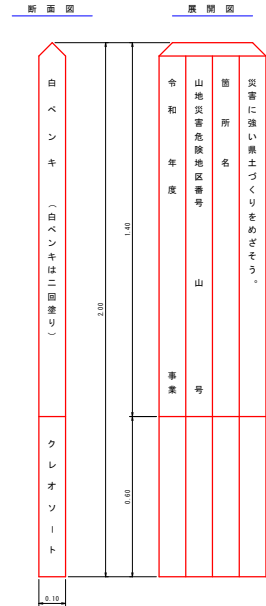 断面図
展開図
白ペンキ (白ペンキは二回塗り)
クレオソート
0.10
2.00
1.40
0.60
災害に強い県土づくりをめざそう。
箇所名
山地災害危険地区番号 山 号
令和 年度 事業